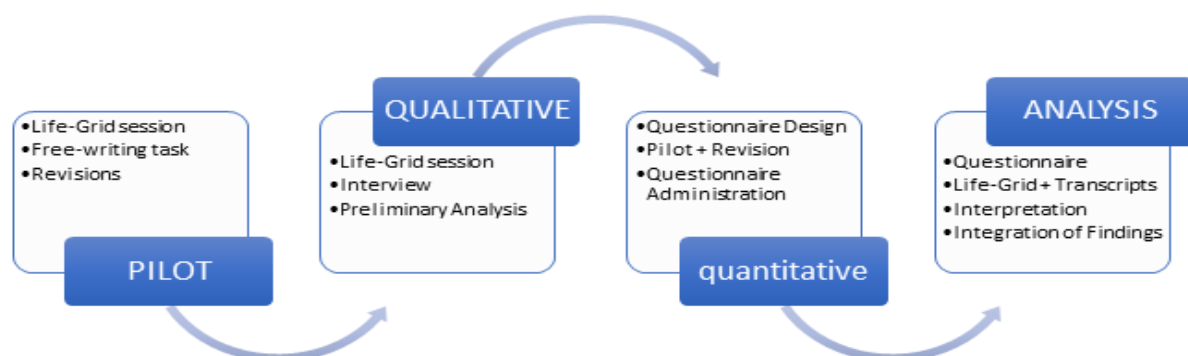 •Life-Grid session
•Free-writing task
•Revisions
PILOT
QUALITATIVE
•Life-Grid session
•Interview
•Preliminary Analysis
•Questionnaire Design
•Pilot + Revision
•Questionnaire
Administration
quantitative
ANALYSIS
•Questionnaire
•Life-Grid + Transcripts
•Interpretation
•Integration of Findings